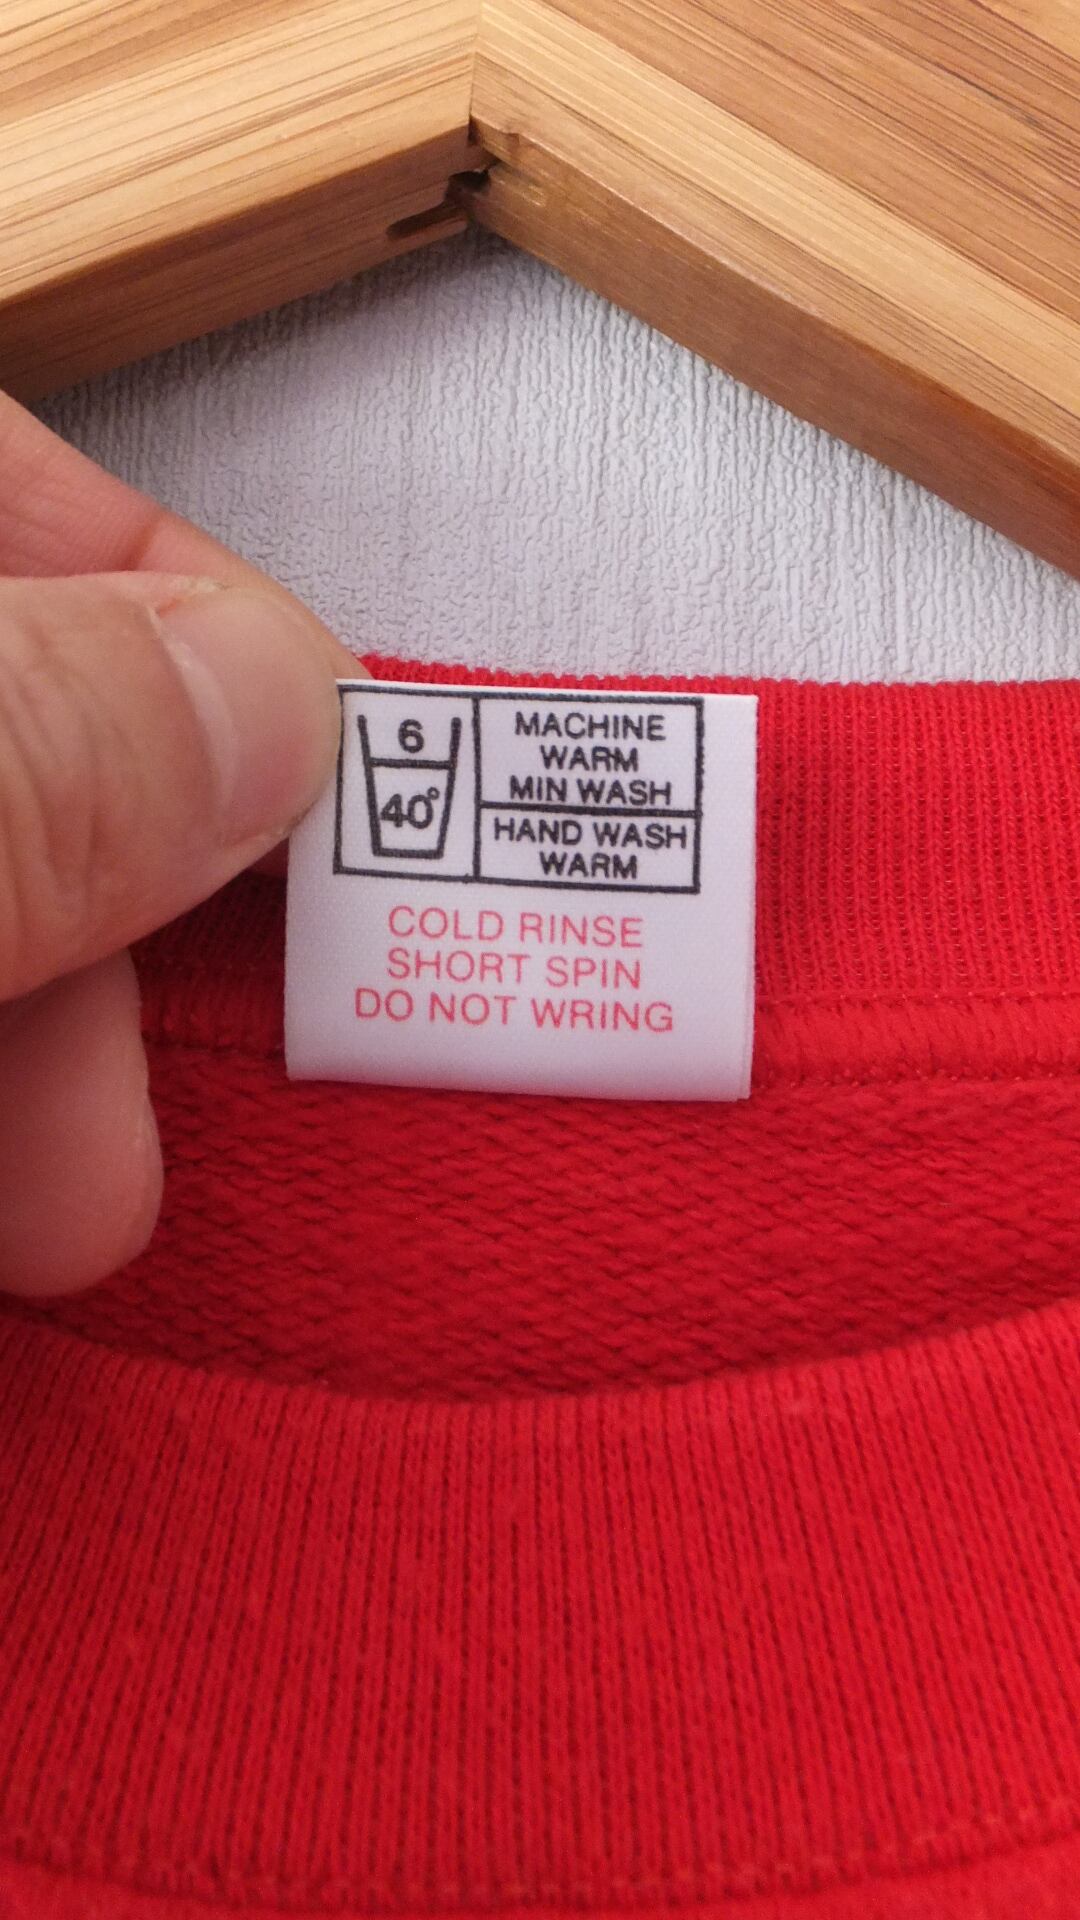 6
40°
MACHINE
WARM
MIN WASH
HAND WASH
WARM
COLD RINSE
SHORT SPIN
DO NOT WRING